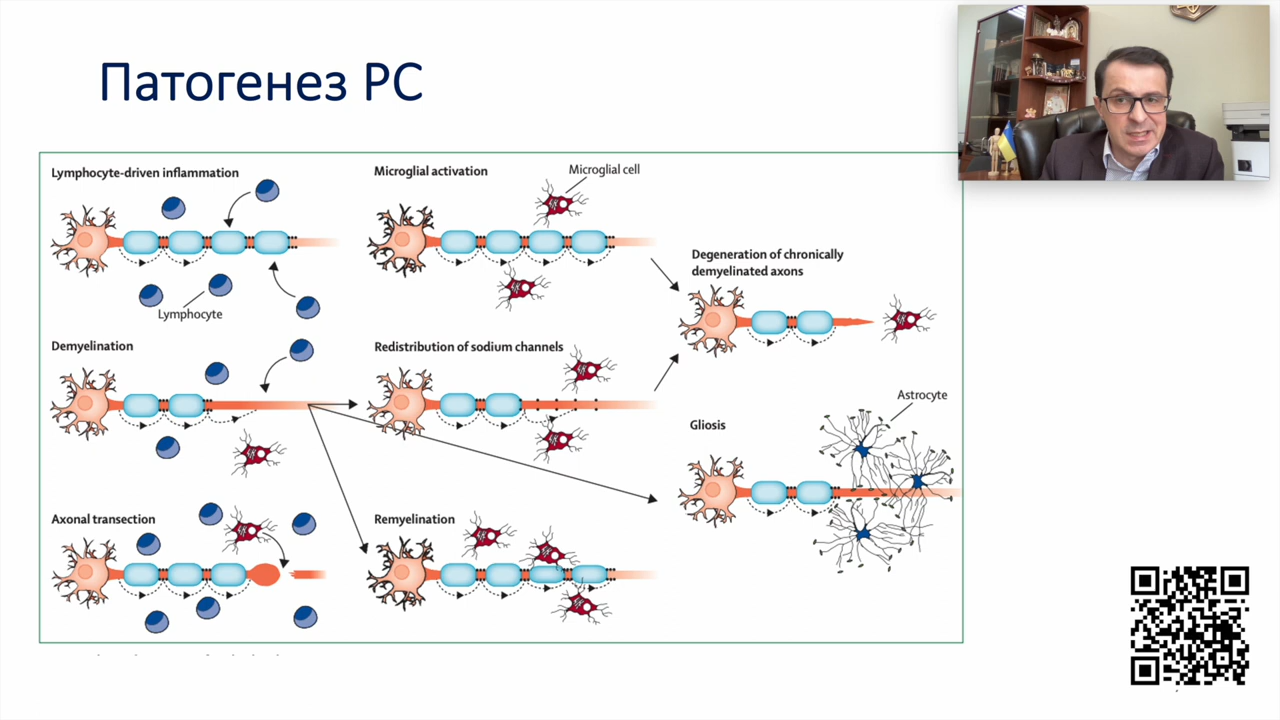 Патогенез РС
Lymphocyte-driven inflammation
Lymphocyte
Demyelination
Axonal transection
Microglial activation
Microglial cell
Redistribution of sodium channels
Remyelination
Degeneration of chronically
demyelinated axons
Gliosis
Astrocyte